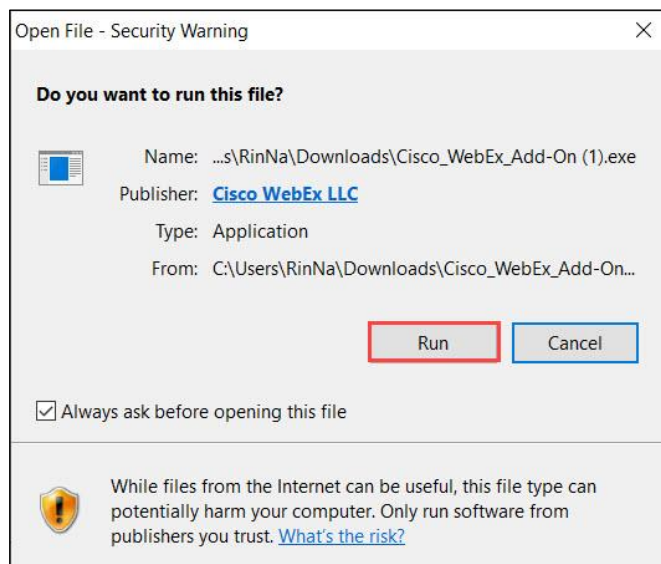 Open File - Security Warning
Do you want to run this file?
Name: ...s\RinNa\Downloads\Cisco_WebEx_Add-On (1).exe
Publisher: Cisco WebEx LLC
Type: Application
From: C:\Users\RinNa\Downloads\Cisco_WebEx_Add-On...
Run Cancel
Always ask before opening this file
While files from the Internet can be useful, this file type can
potentially harm your computer. Only run software from
publishers you trust. What's the risk?